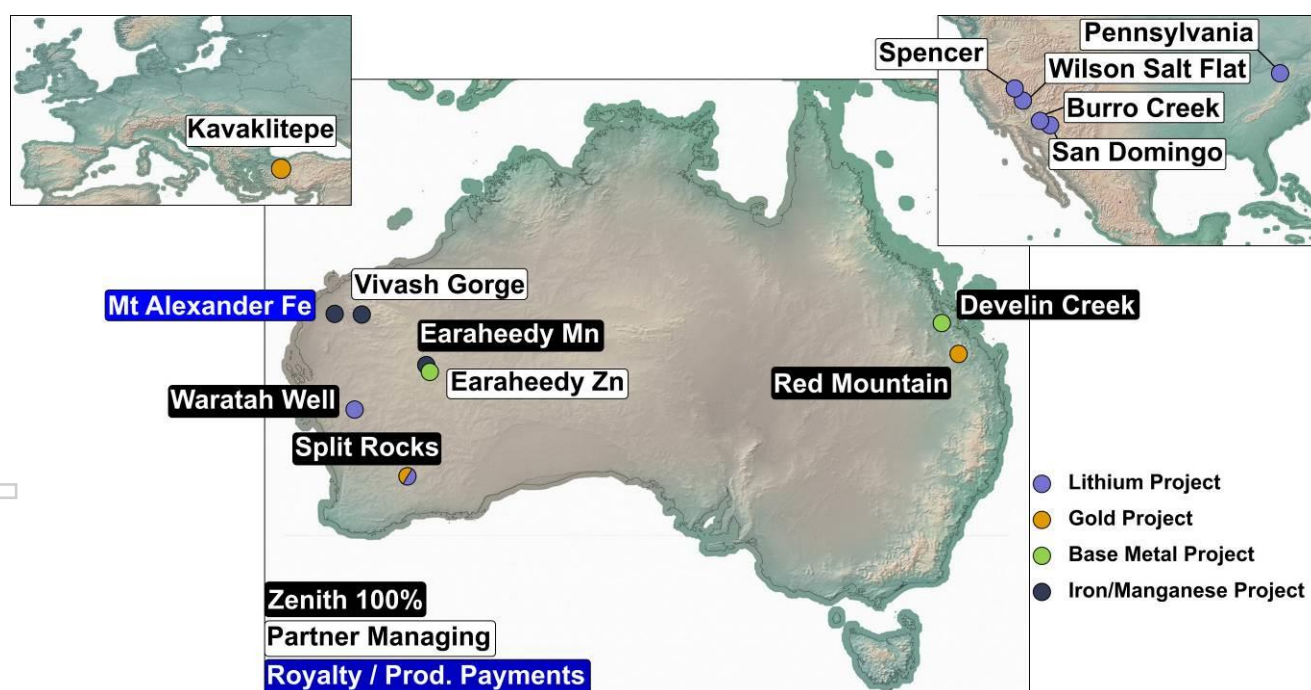 Kavaklitepe
Spencer
Pennsylvania
Wilson Salt Flat
Burro Creek
San Domingo
Mt Alexander Fe
Vivash Gorge
Earaheedy Mn
Earaheedy Zn
Waratah Well
Split Rocks
Develin Creek
Red Mountain
Lithium Project
Gold Project
Base Metal Project
Iron/Manganese Project
Zenith 100%
Partner Managing
Royalty / Prod. Payments